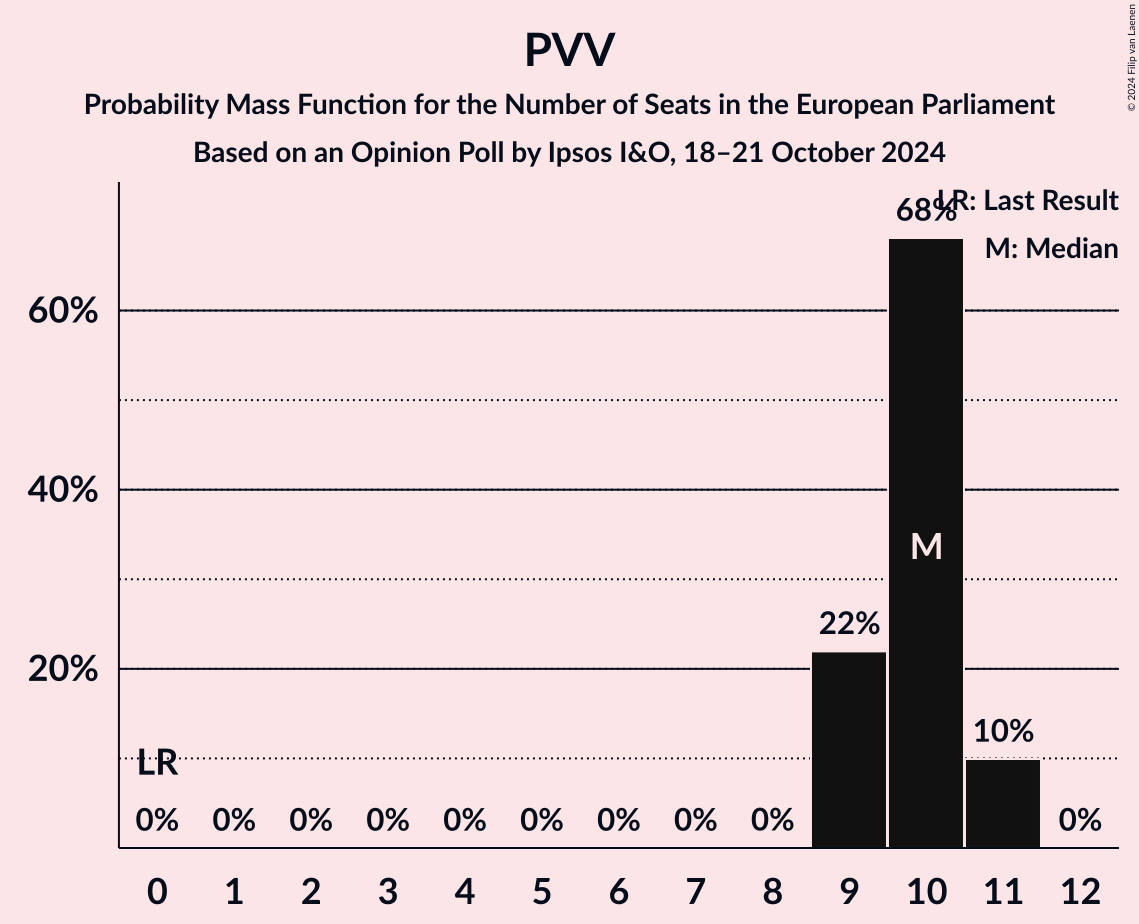 PVV
Probability Mass Function for the Number of Seats in the European Parliament
Based on an Opinion Poll by Ipsos I&O, 18–21 October 2024
© 2024 Filip van Laenen
LR: Last Result
M: Median
68%
60%
40%
M
22%
20%
10%
LR
0% 0% 0% 0% 0% 0% 0% 0% 0% 0%
0 1 2 3 4 5 6 7 8 9 10 11 12